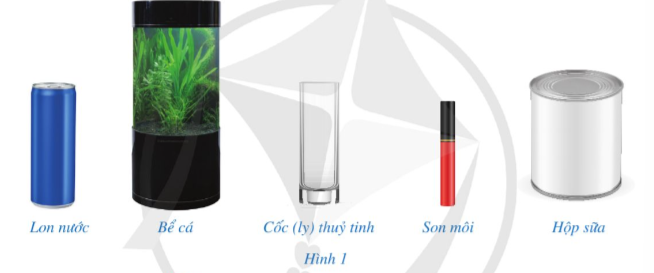 Lon nước Bể cá Cốc (ly) thuỷ tinh Son môi Hộp sữa
Hình 1